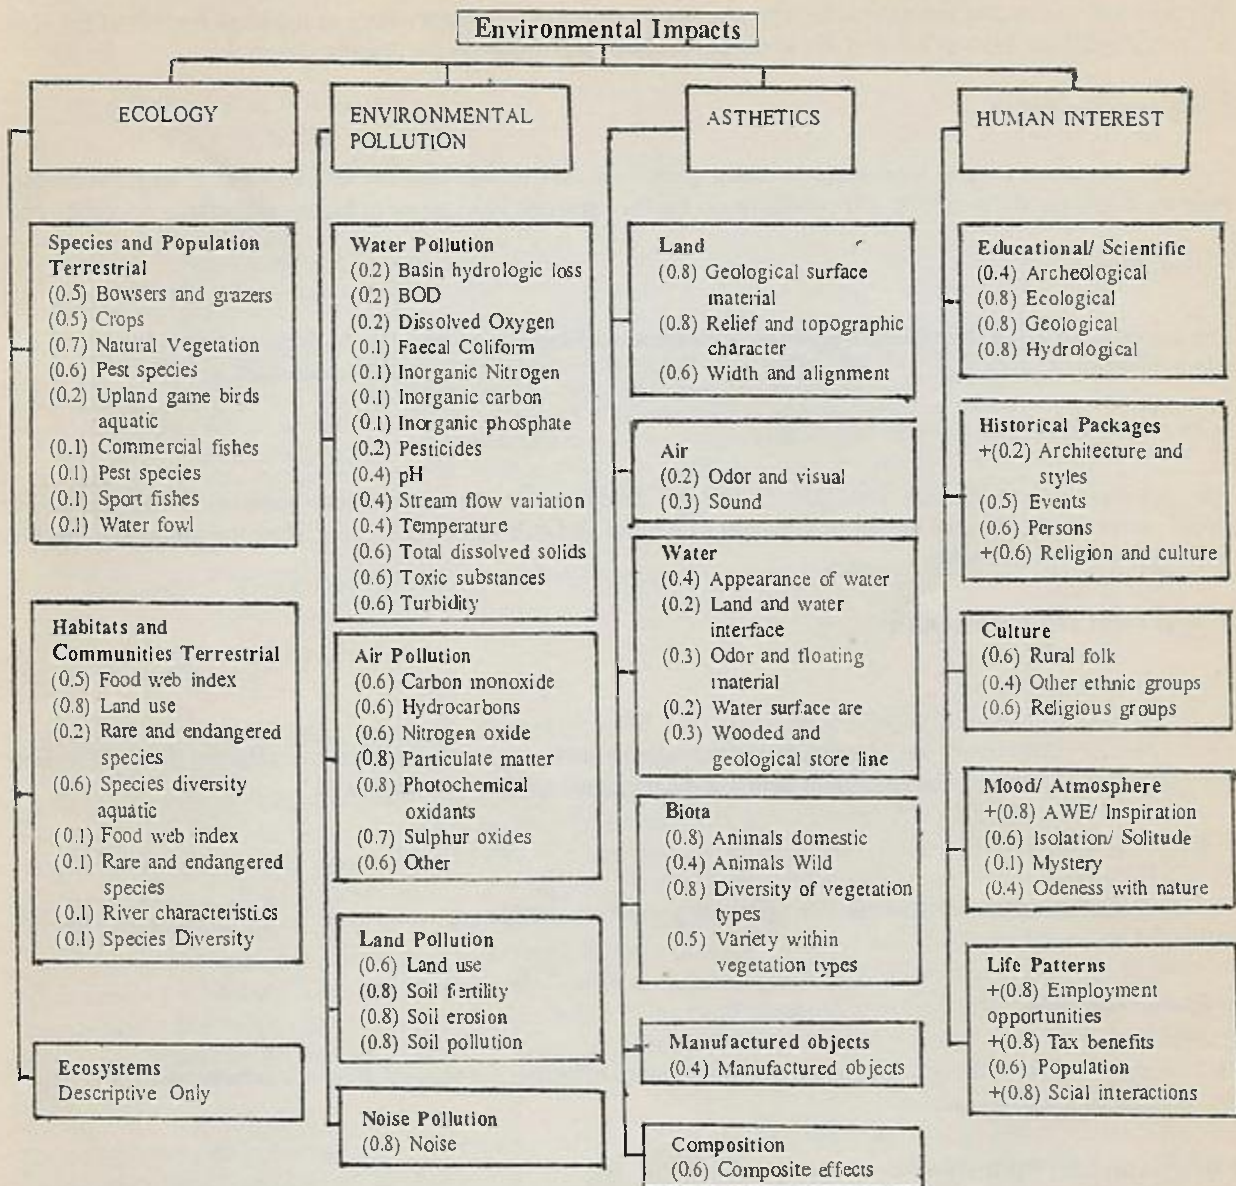 Environmental Impacts
ECOLOGY
Species and Population
Terrestrial
(0.5) Bowsers and grazers
(0.5) Crops
(0.7) Natural Vegetation
(0.6) Pest species
(0.2) Upland game birds
aquatic
(0.1) Commercial fishes
(0.1) Pest species
(0.1) Sport fishes
(0.1) Water fowl
Habitats and
Communities Terrestrial
(0.5) Food web index
(0.8) Land use
(0.2) Rare and endangered
species
(0.6) Species diversity
aquatic
(0.1) Food web index
(0.1) Rare and endangered
species
(0.1) River characteristics
(0.1) Species Diversity
Ecosystems
Descriptive Only
ENVIRONMENTAL
POLLUTION
Water Pollution
(0.2) Basin hydrologic loss
(0.2) BOD
(0.2) Dissolved Oxygen
(0.1) Faecal Coliform
(0.1) Inorganic Nitrogen
(0.1) Inorganic carbon
(0.1) Inorganic phosphate
(0.2) Pesticides
(0.4) pH
(0.4) Stream flow variation
(0.4) Temperature
(0.6) Total dissolved solids
(0.6) Toxic substances
(0.6) Turbidity
Air Pollution
(0.6) Carbon monoxide
(0.6) Hydrocarbons
(0.6) Nitrogen oxide
(0.8) Particulate matter
(0.8) Photochemical
oxidants
(0.7) Sulphur oxides
(0.6) Other
Land Pollution
(0.6) Land use
(0.8) Soil fertility
(0.8) Soil erosion
(0.8) Soil pollution
Noise Pollution
(0.8) Noise
ASTHETICS
Land
(0.8) Geological surface
material
(0.8) Relief and topographic
character
(0.6) Width and alignment
Air
(0.2) Odor and visual
(0.3) Sound
Water
(0.4) Appearance of water
(0.2) Land and water
interface
(0.3) Odor and floating
material
(0.2) Water surface are
(0.3) Wooded and
geological store line
Biota
(0.8) Animals domestic
(0.4) Animals Wild
(0.8) Diversity of vegetation
types
(0.5) Variety within
vegetation types
Manufactured objects
(0.4) Manufactured objects
Composition
(0.6) Composite effects
HUMAN INTEREST
Educational/ Scientific
(0.4) Archeological
(0.8) Ecological
(0.8) Geological
(0.8) Hydrological
Historical Packages
+(0.2) Architecture and
styles
(0.5) Events
(0.6) Persons
+(0.6) Religion and culture
Culture
(0.6) Rural folk
(0.4) Other ethnic groups
(0.6) Religious groups
Mood/ Atmosphere
+(0.8) AWE/ Inspiration
(0.6) Isolation/ Solitude
(0.1) Mystery
(0.4) Odeness with nature
Life Patterns
+(0.8) Employment
opportunities
+(0.8) Tax benefits
(0.6) Population
+(0.8) Scial interactions